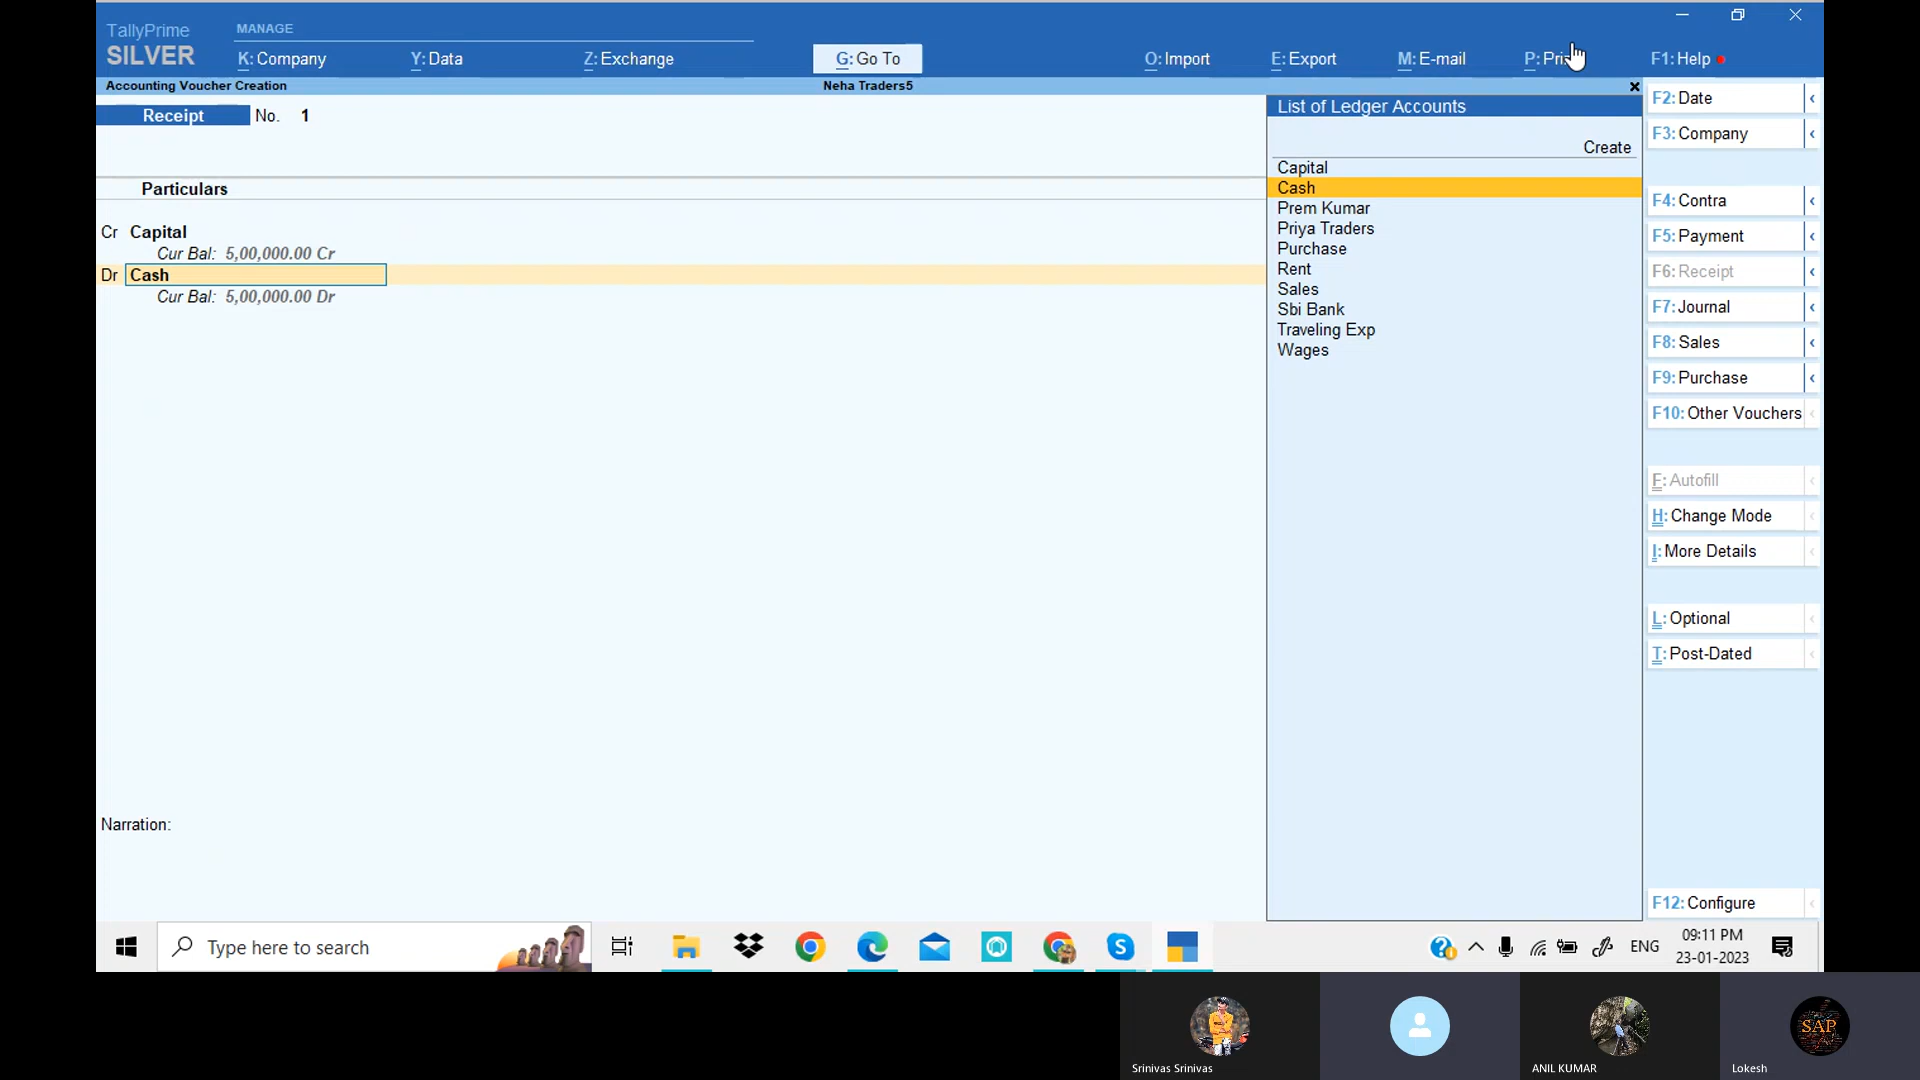 TallyPrime
SILVER
MANAGE
K: Company
Y: Data
Z: Exchange
G: Go To
O: Import
E: Export
M: E-mail
F1: Help
Accounting Voucher Creation
Neha Traders5
Receipt No. 1
Particulars
Cr Capital
Cur Bal: 5,00,000.00 Cr
Dr Cash
Cur Bal: 5,00,000.00 Dr
Narration:
List of Ledger Accounts
Create
Capital
Cash
Prem Kumar
Priya Traders
Purchase
Rent
Sales
Sbi Bank
Traveling Exp
Wages
F2: Date
F3: Company
F4: Contra
F5: Payment
F6: Receipt
F7: Journal
F8: Sales
F9: Purchase
F10: Other Vouchers
F: Autofill
H: Change Mode
I: More Details
L: Optional
T: Post-Dated
F12: Configure
Type here to search
ENG
09:11 PM
23-01-2023
SAP
Srinivas Srinivas
ANIL KUMAR
Lokesh